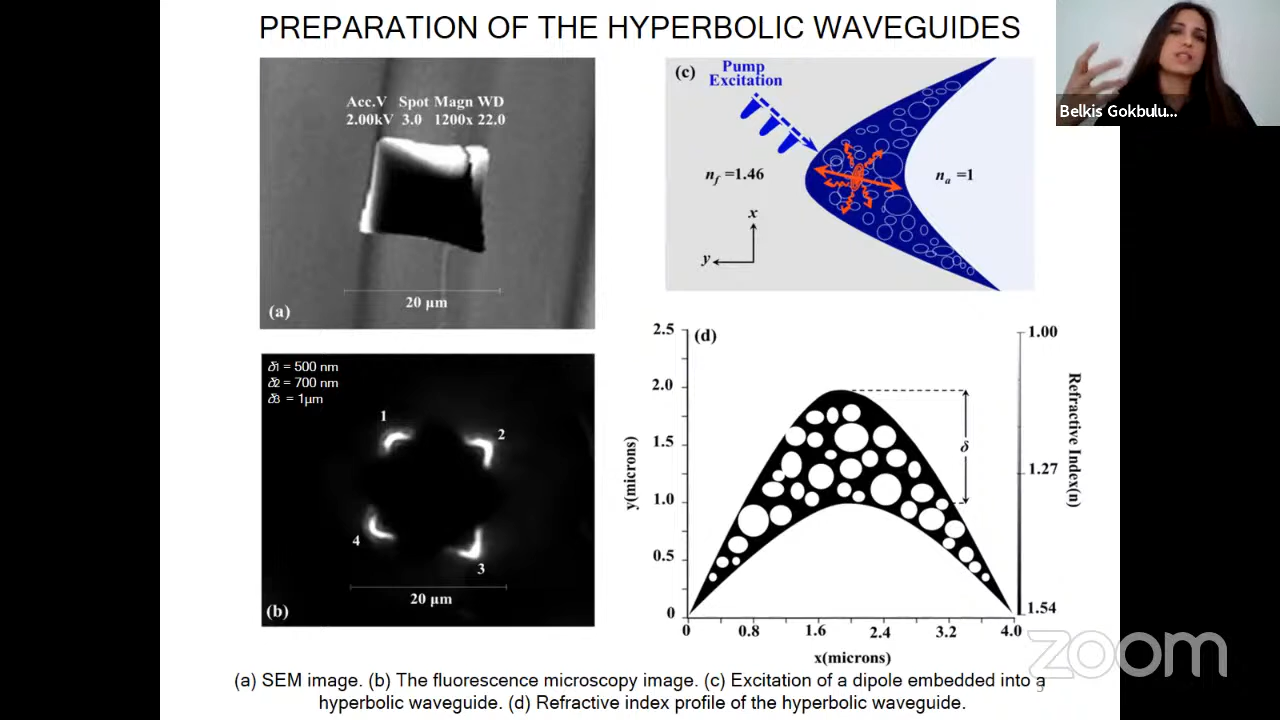 PREPARATION OF THE HYPERBOLIC WAVEGUIDES
Acc.V Spot Magn WD
2.00kV 3.0 1200x 22.0
20 µm
(a)
δ1 = 500 nm
δ2 = 700 nm
δ3 = 1µm
1
2
3
4
20 µm
(b)
(c)
Pump
Excitation
nf =1.46
na =1
x
y
(d)
2.5
2.0
1.5
1.0
0.5
0
y(microns)
0 0.8 1.6 2.4 3.2 4.0
x(microns)
δ
1.00
1.27
1.54
Refractive Index(n)
(a) SEM image. (b) The fluorescence microscopy image. (c) Excitation of a dipole embedded into a
hyperbolic waveguide. (d) Refractive index profile of the hyperbolic waveguide.
Belkis Gokbulu...
zoom